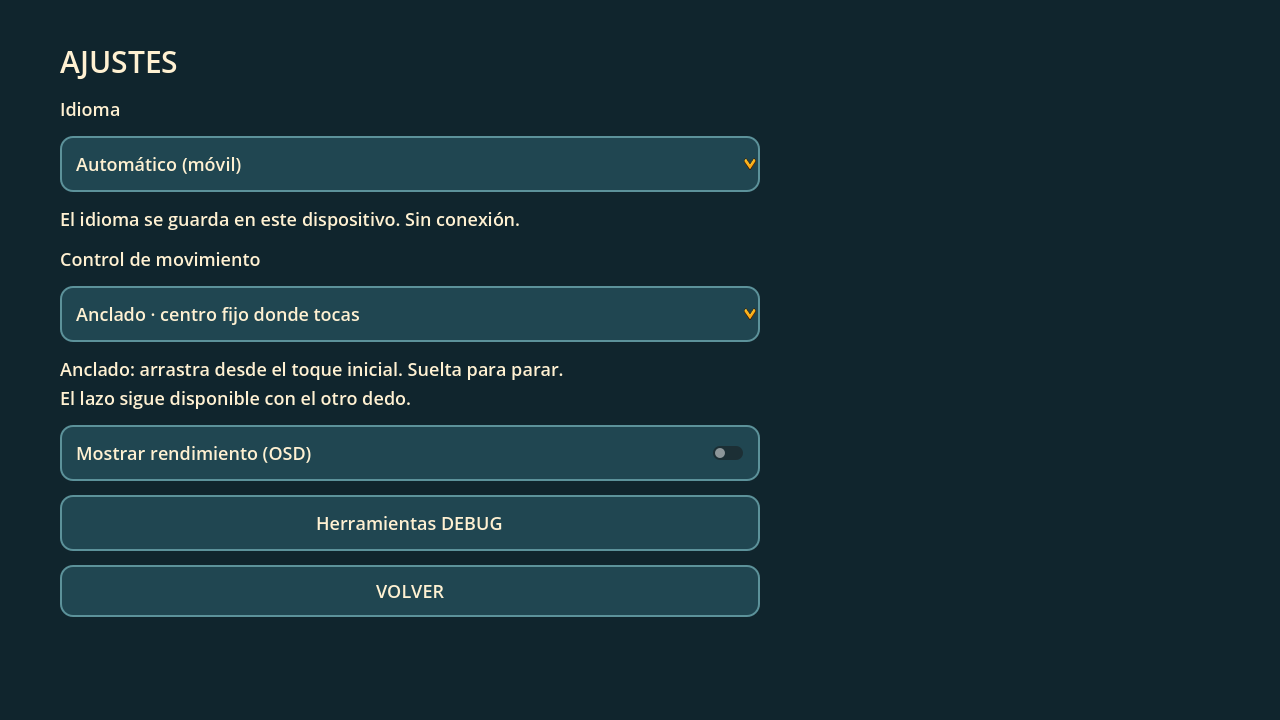 AJUSTES
Idioma
Automático (móvil)
El idioma se guarda en este dispositivo. Sin conexión.
Control de movimiento
Anclado · centro fijo donde tocas
Anclado: arrastra desde el toque inicial. Suelta para parar.
El lazo sigue disponible con el otro dedo.
Mostrar rendimiento (OSD)
Herramientas DEBUG
VOLVER